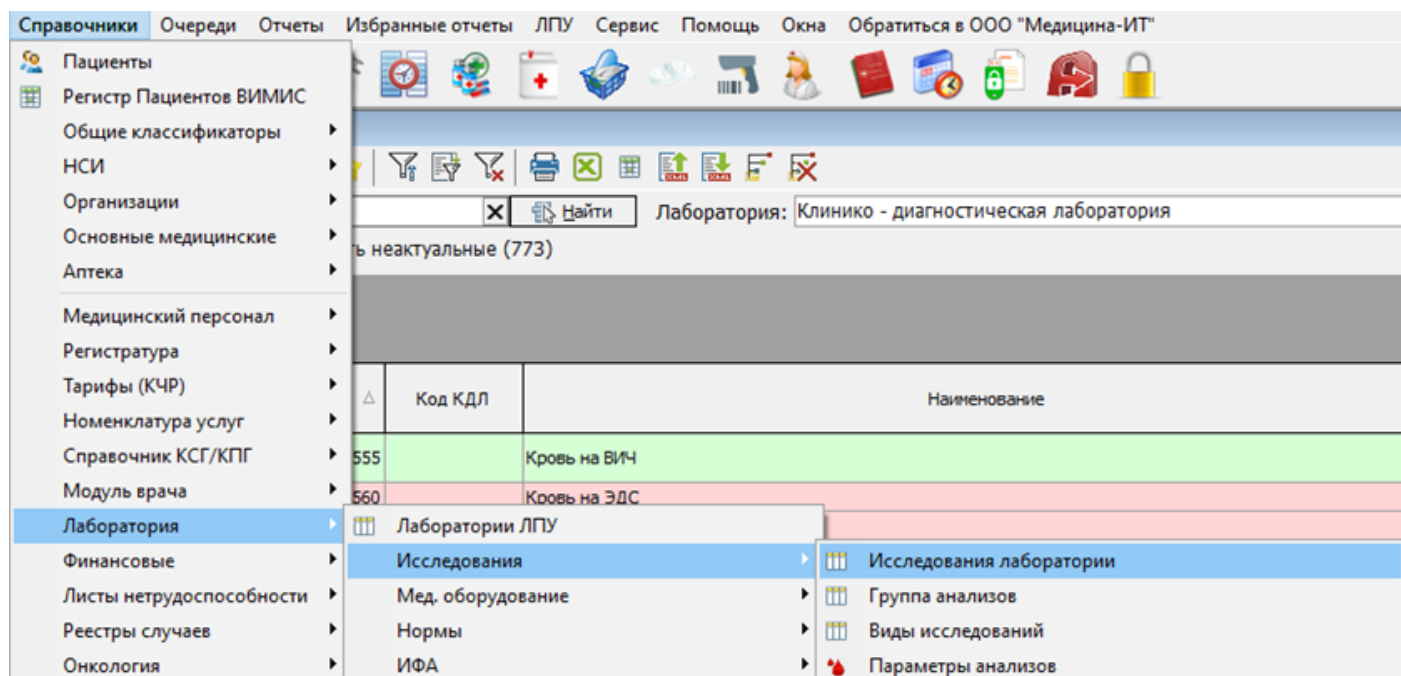 Справочники Очереди Отчеты Избранные отчеты ЛПУ Сервис Помощь Окна Обратиться в ООО "Медицина-ИТ"
Пациенты
Регистр Пациентов ВИМИС
Общие классификаторы
НСИ
Организации
Найти Лаборатория: Клинико - диагностическая лаборатория
Основные медицинские
неактуальные (773)
Аптека
Медицинский персонал
Регистратура
Тарифы (КЧР)
Код КДЛ Наименование
Номенклатура услуг
Справочник КСГ/КПГ
555 Кровь на ВИЧ
Модуль врача
560 Кровь на ЭДС
Лаборатория
Лаборатории ЛПУ
Финансовые
Исследования
Исследования лаборатории
Листы нетрудоспособности
Мед. оборудование
Группа анализов
Реестры случаев
Нормы
Виды исследований
Онкология
ИФА
Параметры анализов